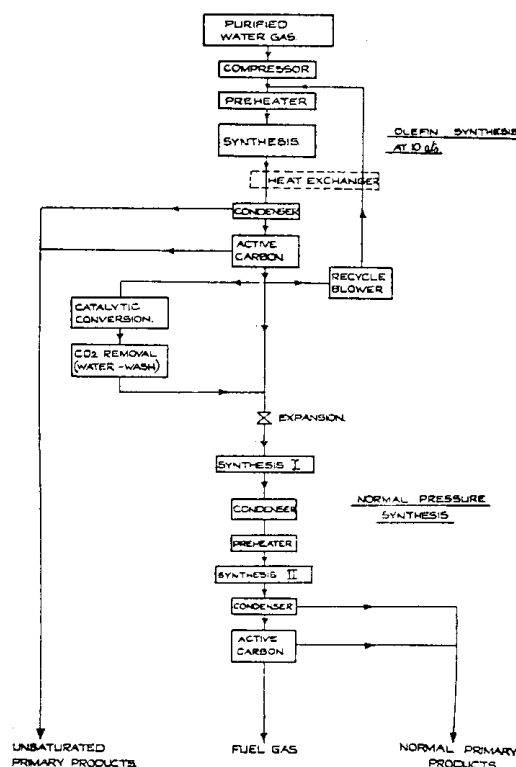 PURIFIED
WATER GAS.
COMPRESSOR
PREHEATER
SYNTHESIS.
OLEFIN SYNTHESIS
AT 10 ats.
HEAT EXCHANGER
CONDENSER
ACTIVE
CARBON
RECYCLE
BLOWER
CATALYTIC
CONVERSION.
CO2 REMOVAL
(WATER-WASH)
EXPANSION.
SYNTHESIS I
CONDENSER
NORMAL PRESSURE
SYNTHESIS
PREHEATER
SYNTHESIS II
CONDENSER
ACTIVE
CARBON
UNSATURATED
PRIMARY PRODUCTS.
FUEL GAS
NORMAL PRIMARY
PRODUCTS